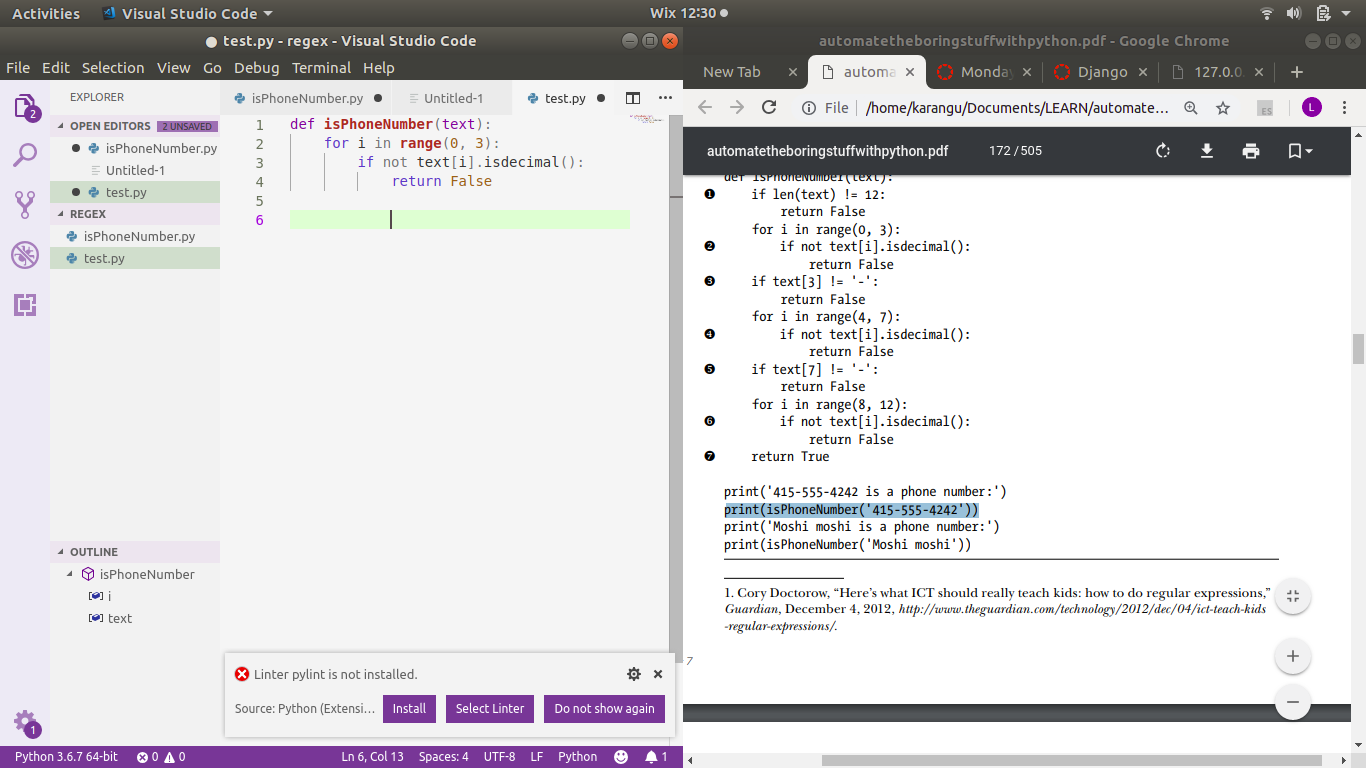 Activities
Visual Studio Code
Wix 12:30
test.py - regex - Visual Studio Code
File Edit Selection View Go Debug Terminal Help
2
1
EXPLORER
OPEN EDITORS 2 UNSAVED
isPhoneNumber.py
Untitled-1
test.py
REGEX
isPhoneNumber.py
test.py
OUTLINE
isPhoneNumber
i
text
isPhoneNumber.py
Untitled-1
test.py
1 def isPhoneNumber(text):
2 for i in range(0, 3):
3 if not text[i].isdecimal():
4 return False
5
6
Linter pylint is not installed.
Source: Python (Extensi...
Install
Select Linter
Do not show again
Python 3.6.7 64-bit 0 0 Ln 6, Col 13 Spaces: 4 UTF-8 LF Python 1
automatetheboringstuffwithpython.pdf - Google Chrome
New Tab
automa
Monday
Django
127.0.0.
File /home/karangu/Documents/LEARN/automate...
ES
L
automatetheboringstuffwithpython.pdf
172 / 505
def isPhoneNumber(text):
❶ if len(text) != 12:
return False
for i in range(0, 3):
❷ if not text[i].isdecimal():
return False
❸ if text[3] != '-':
return False
for i in range(4, 7):
❹ if not text[i].isdecimal():
return False
❺ if text[7] != '-':
return False
for i in range(8, 12):
❻ if not text[i].isdecimal():
return False
❼ return True
print('415-555-4242 is a phone number:')
print(isPhoneNumber('415-555-4242'))
print('Moshi moshi is a phone number:')
print(isPhoneNumber('Moshi moshi'))
1. Cory Doctorow, “Here’s what ICT should really teach kids: how to do regular expressions,”
Guardian, December 4, 2012, http://www.theguardian.com/technology/2012/dec/04/ict-teach-kids
-regular-expressions/.
7